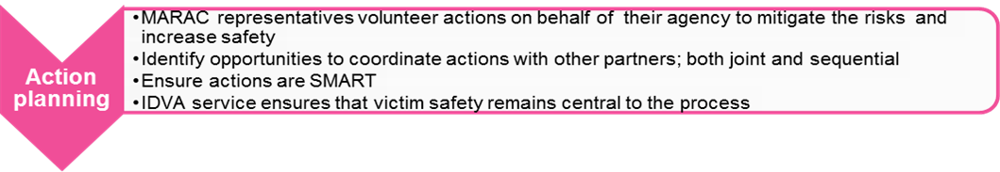 Action
planning
•MARAC representatives volunteer actions on behalf of their agency to mitigate the risks and
increase safety
•Identify opportunities to coordinate actions with other partners; both joint and sequential
•Ensure actions are SMART
•IDVA service ensures that victim safety remains central to the process